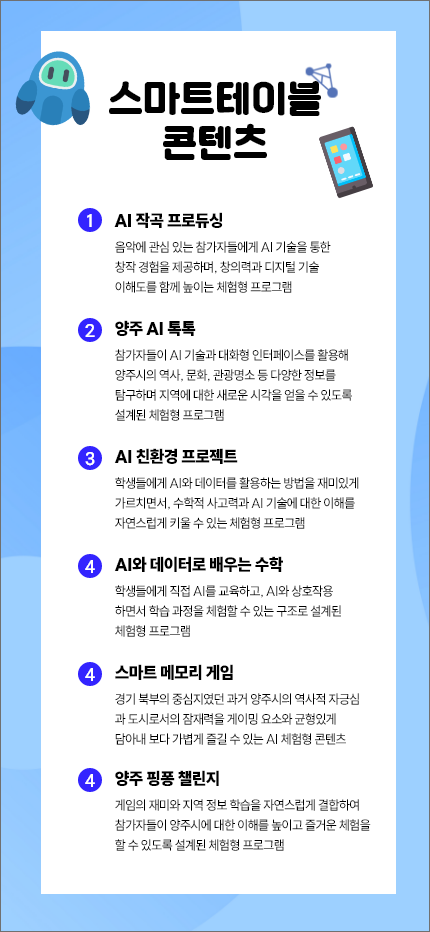 스마트테이블
콘텐츠
1 AI 작곡 프로듀싱
음악에 관심 있는 참가자들에게 AI 기술을 통한
창작 경험을 제공하며, 창의력과 디지털 기술
이해도를 함께 높이는 체험형 프로그램
2 양주 AI 톡톡
참가자들이 AI 기술과 대화형 인터페이스를 활용해
양주시의 역사, 문화, 관광명소 등 다양한 정보를
탐구하며 지역에 대한 새로운 시각을 얻을 수 있도록
설계된 체험형 프로그램
3 AI 친환경 프로젝트
학생들에게 AI와 데이터를 활용하는 방법을 재미있게
가르치면서, 수학적 사고력과 AI 기술에 대한 이해를
자연스럽게 키울 수 있는 체험형 프로그램
4 AI와 데이터로 배우는 수학
학생들에게 직접 AI를 교육하고, AI와 상호작용
하면서 학습 과정을 체험할 수 있는 구조로 설계된
체험형 프로그램
4 스마트 메모리 게임
경기 북부의 중심지였던 과거 양주시의 역사적 자긍심
과 도시로서의 잠재력을 게이밍 요소와 균형있게
담아내 보다 가볍게 즐길 수 있는 AI 체험형 콘텐츠
4 양주 핑퐁 챌린지
게임의 재미와 지역 정보 학습을 자연스럽게 결합하여
참가자들이 양주시에 대한 이해를 높이고 즐거운 체험을
할 수 있도록 설계된 체험형 프로그램